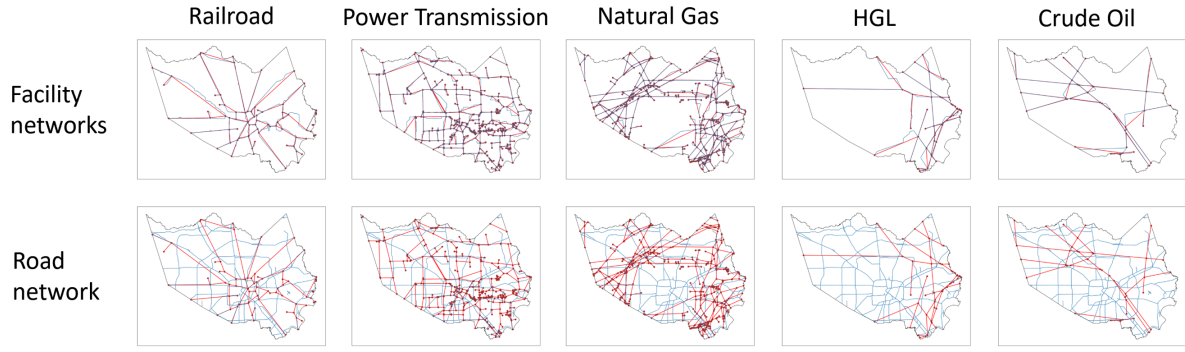 Railroad
Power Transmission
Natural Gas
HGL
Crude Oil
Facility
networks
Road
network